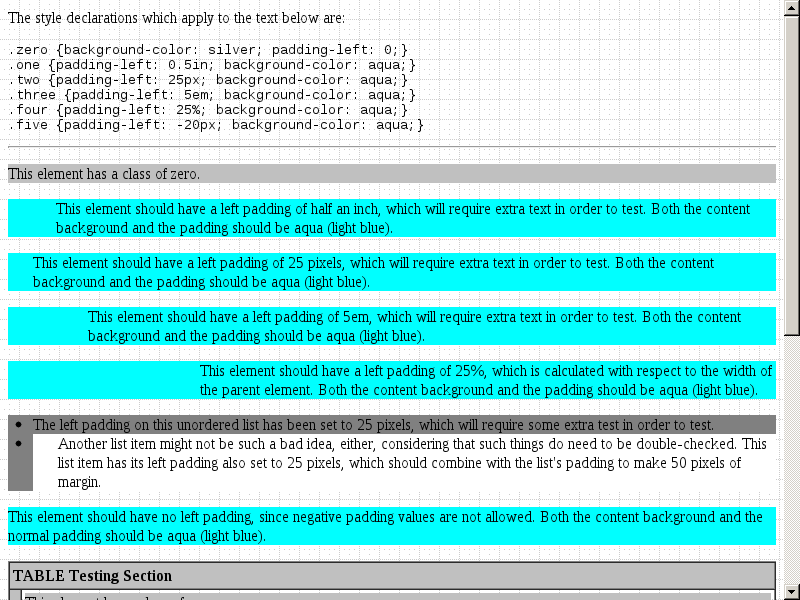 The style declarations which apply to the text below are:
.zero {background-color: silver; padding-left: 0;}
.one {padding-left: 0.5in; background-color: aqua;}
.two {padding-left: 25px; background-color: aqua;}
.three {padding-left: 5em; background-color: aqua;}
.four {padding-left: 25%; background-color: aqua;}
.five {padding-left: -20px; background-color: aqua;}
This element has a class of zero.
This element should have a left padding of half an inch, which will require extra text in order to test. Both the content
background and the padding should be aqua (light blue).
This element should have a left padding of 25 pixels, which will require extra text in order to test. Both the content
background and the padding should be aqua (light blue).
This element should have a left padding of 5em, which will require extra text in order to test. Both the content
background and the padding should be aqua (light blue).
This element should have a left padding of 25%, which is calculated with respect to the width of
the parent element. Both the content background and the padding should be aqua (light blue).
The left padding on this unordered list has been set to 25 pixels, which will require some extra test in order to test.
Another list item might not be such a bad idea, either, considering that such things do need to be double-checked. This
list item has its left padding also set to 25 pixels, which should combine with the list's padding to make 50 pixels of
margin.
This element should have no left padding, since negative padding values are not allowed. Both the content background and the
normal padding should be aqua (light blue).
TABLE Testing Section